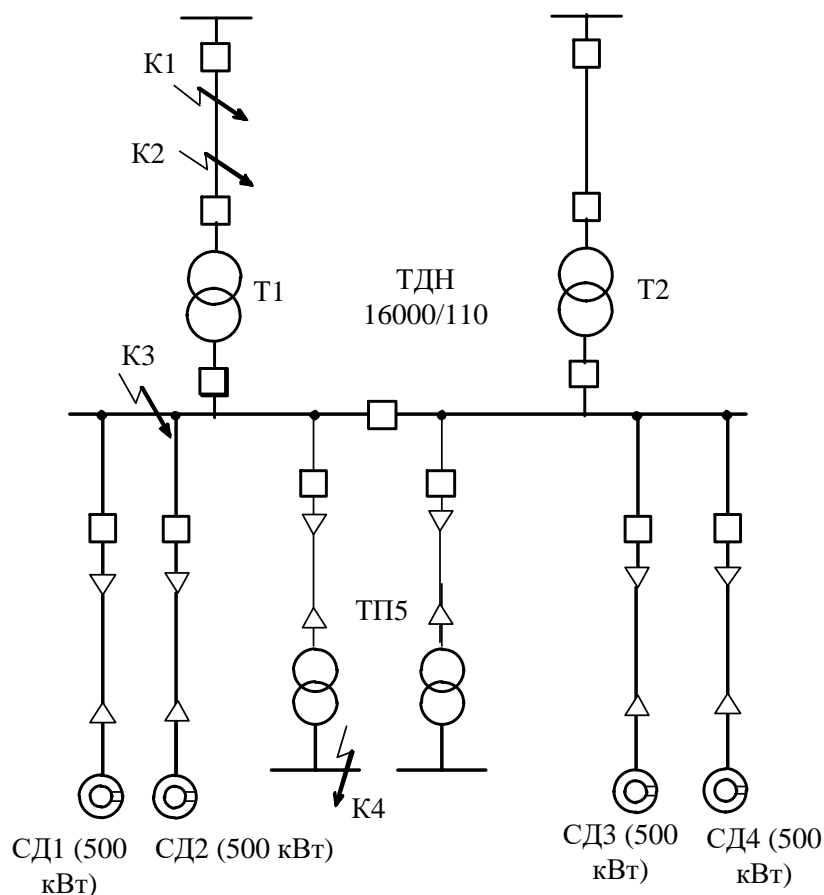 К1
К2
Т1
ТДН
16000/110
Т2
К3
ТП5
К4
СД1 (500
кВт)
СД2 (500 кВт)
СД3 (500
кВт)
СД4 (500
кВт)